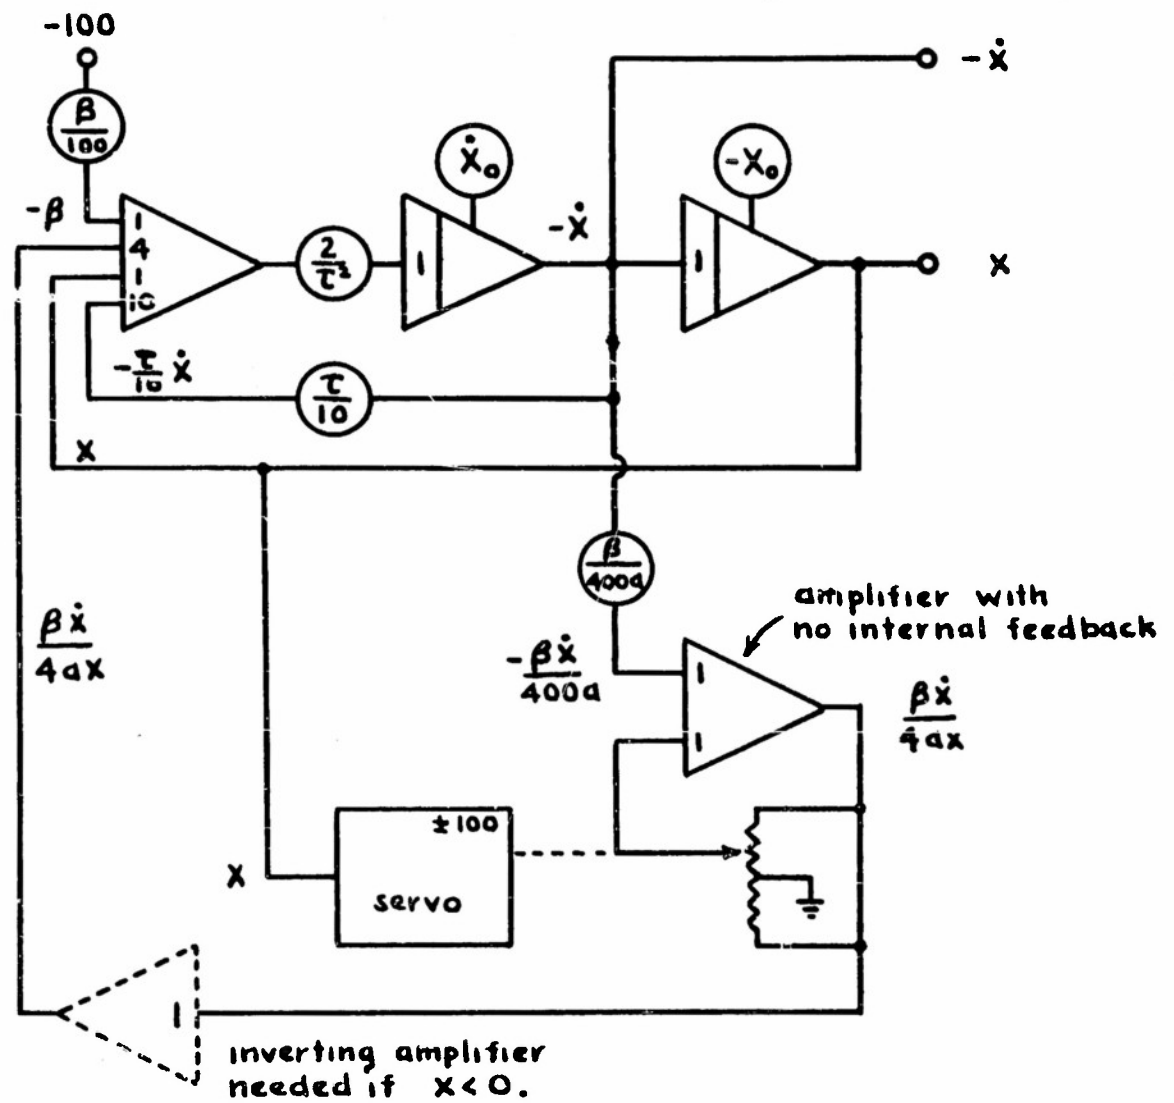 -100
- ẋ
β/100
ẋ₀
-x₀
-β
1
4
1
10
2/τ²
1
-ẋ
1
x
-τ/10 ẋ
τ/10
x
β/400a
amplifier with
no internal feedback
βẋ/4ax
-βẋ/400a
1
1
βẋ/4ax
±100
x
servo
1
inverting amplifier
needed if x<0.